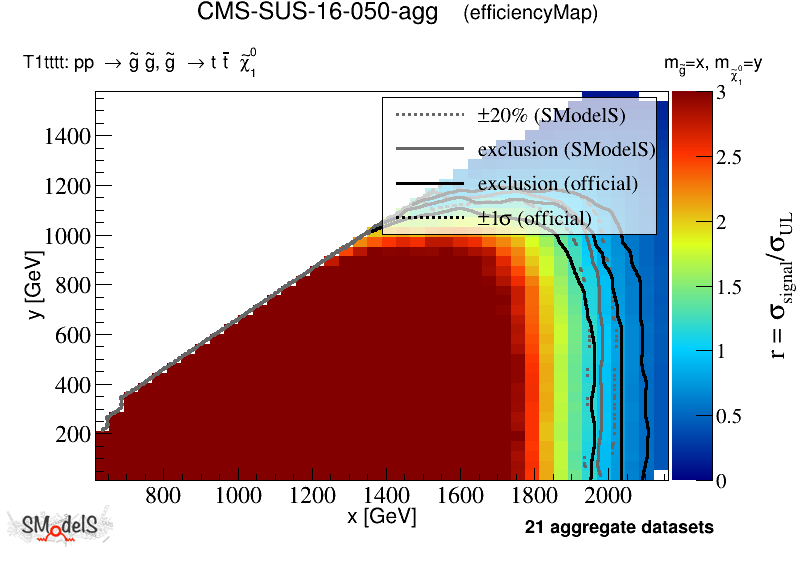 CMS-SUS-16-050-agg (efficiencyMap)
T1tttt: pp → g̃ g̃, g̃ → t t̄ χ̃⁰₁
m_g̃=x, m_χ̃⁰₁=y
±20% (SModelS)
exclusion (SModelS)
exclusion (official)
±1σ (official)
1400
1200
1000
800
600
400
200
y [GeV]
800 1000 1200 1400 1600 1800 2000
x [GeV]
3
2.5
2
1.5
1
0.5
0
r = σ_signal/σ_UL
SModelS
21 aggregate datasets